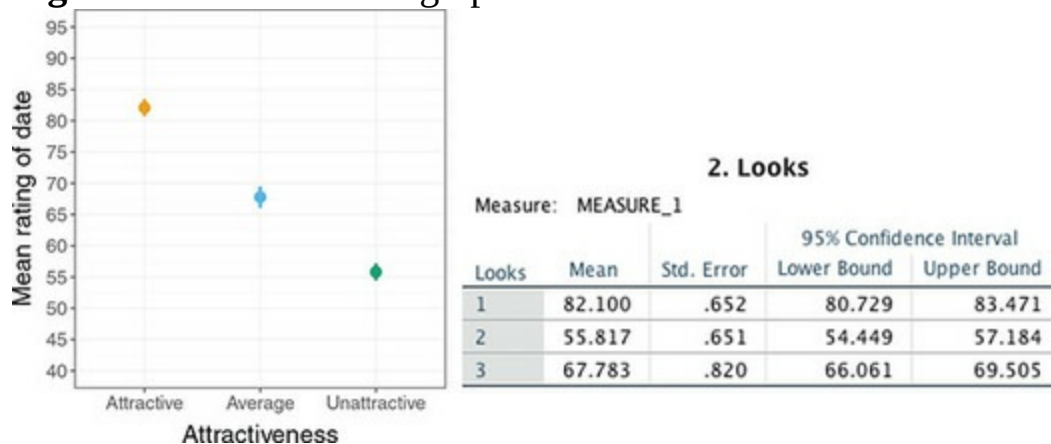 95
90
85
80
75
70
65
60
55
50
45
40
Mean rating of date
Attractive Average Unattractive
Attractiveness
2. Looks
Measure: MEASURE_1
95% Confidence Interval
Looks Mean Std. Error Lower Bound Upper Bound
1 82.100 .652 80.729 83.471
2 55.817 .651 54.449 57.184
3 67.783 .820 66.061 69.505